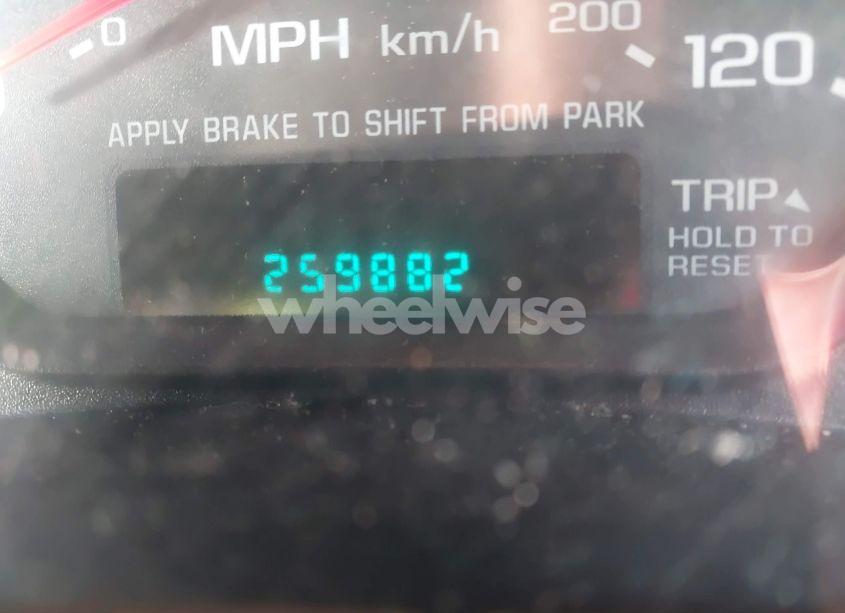 0 MPH km/h 200 120
APPLY BRAKE TO SHIFT FROM PARK
TRIP
HOLD TO
RESET
259882
wheelwise